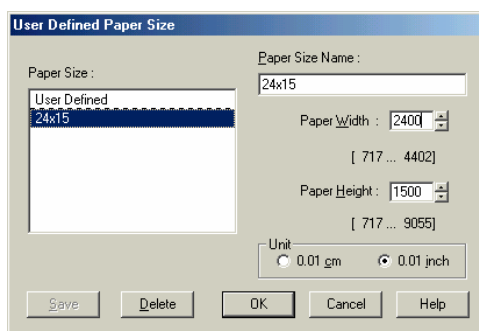 User Defined Paper Size
Paper Size :
User Defined
24x15
Paper Size Name :
24x15
Paper Width : 2400
[ 717 ... 4402]
Paper Height : 1500
[ 717 ... 9055]
Unit
0.01 cm 0.01 inch
Save Delete OK Cancel Help